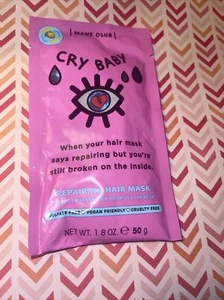 MANE CLUB
CRY BABY
When your hair mask
says repairing but you're
still broken on the inside.
REPAIRING HAIR MASK
SULFATE FREE • VEGAN FRIENDLY • CRUELTY FREE
NET WT. 1.8 OZ. e 50 g